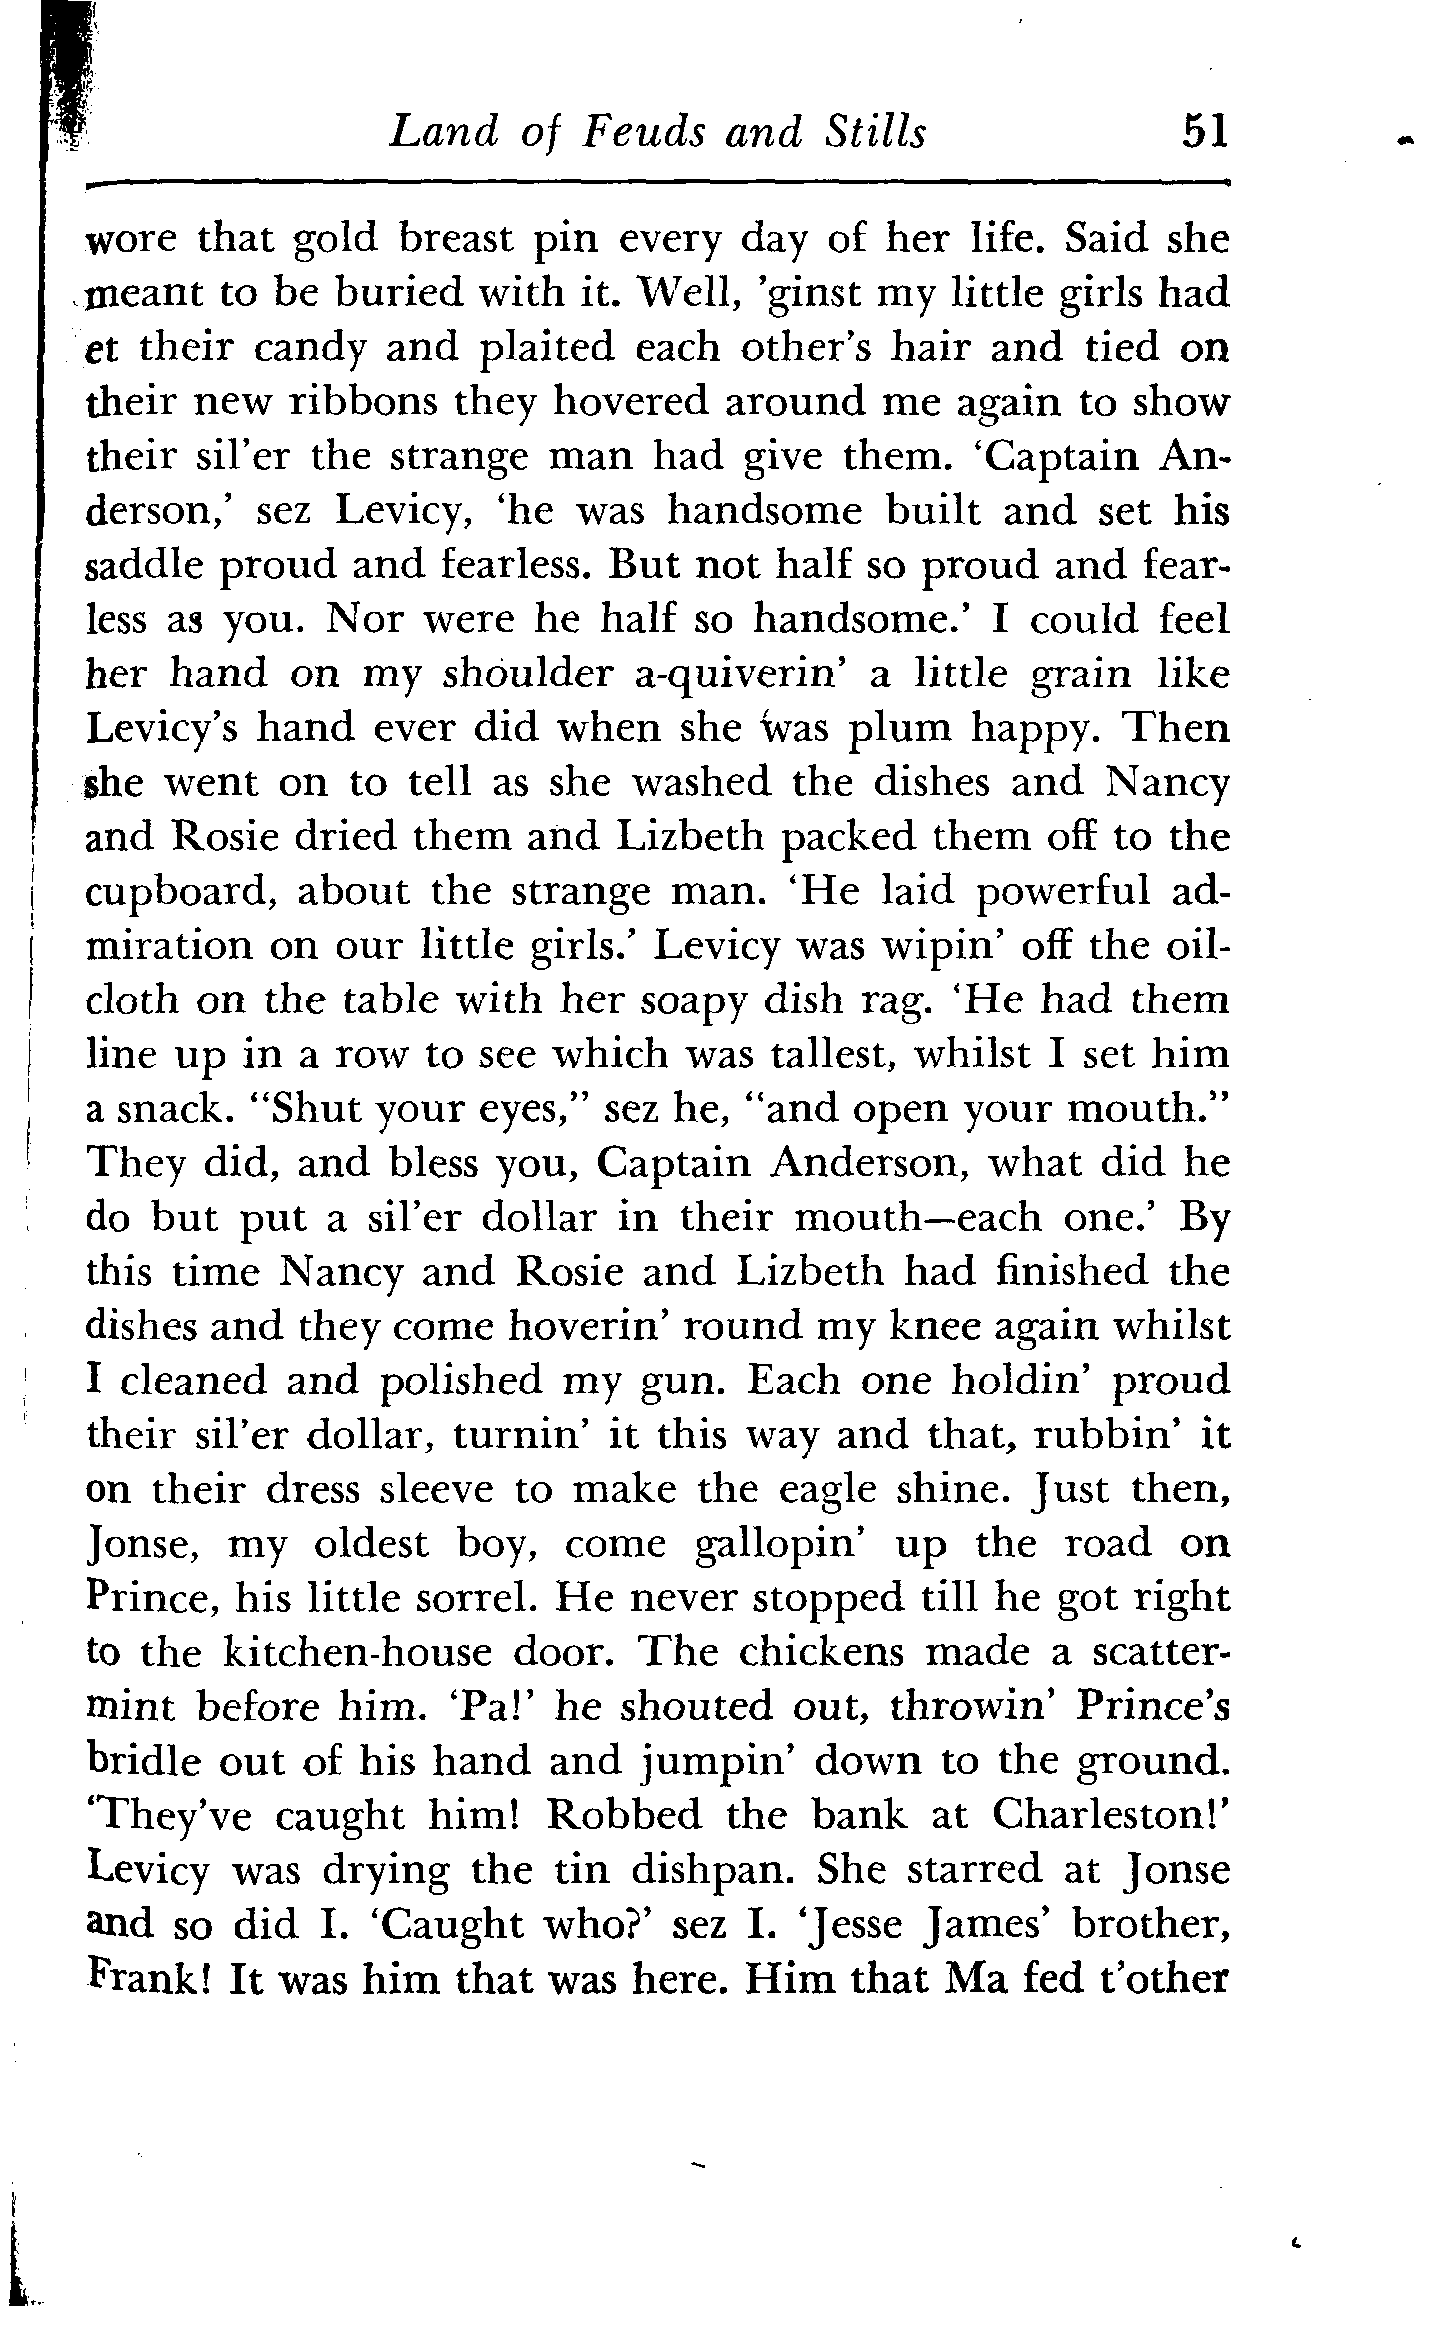 Land of Feuds and Stills 51
wore that gold breast pin every day of her life. Said she
meant to be buried with it. Well, 'ginst my little girls had
et their candy and plaited each other's hair and tied on
their new ribbons they hovered around me again to show
their sil'er the strange man had give them. 'Captain An-
derson,' sez Levicy, 'he was handsome built and set his
saddle proud and fearless. But not half so proud and fear-
less as you. Nor were he half so handsome.' I could feel
her hand on my shoulder a-quiverin' a little grain like
Levicy's hand ever did when she was plum happy. Then
she went on to tell as she washed the dishes and Nancy
and Rosie dried them and Lizbeth packed them off to the
cupboard, about the strange man. 'He laid powerful ad-
miration on our little girls.' Levicy was wipin' off the oil-
cloth on the table with her soapy dish rag. 'He had them
line up in a row to see which was tallest, whilst I set him
a snack. "Shut your eyes," sez he, "and open your mouth."
They did, and bless you, Captain Anderson, what did he
do but put a sil'er dollar in their mouth—each one.' By
this time Nancy and Rosie and Lizbeth had finished the
dishes and they come hoverin' round my knee again whilst
I cleaned and polished my gun. Each one holdin' proud
their sil'er dollar, turnin' it this way and that, rubbin' it
on their dress sleeve to make the eagle shine. Just then,
Jonse, my oldest boy, come gallopin' up the road on
Prince, his little sorrel. He never stopped till he got right
to the kitchen-house door. The chickens made a scatter-
mint before him. 'Pa!' he shouted out, throwin' Prince's
bridle out of his hand and jumpin' down to the ground.
'They've caught him! Robbed the bank at Charleston!'
Levicy was drying the tin dishpan. She starred at Jonse
and so did I. 'Caught who?' sez I. 'Jesse James' brother,
Frank! It was him that was here. Him that Ma fed t'other